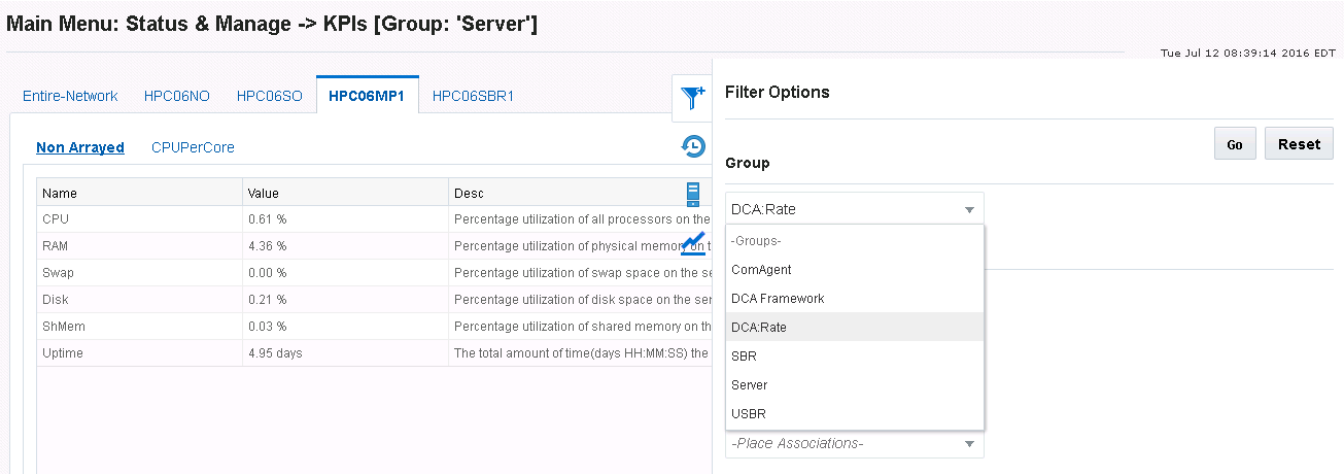 Main Menu: Status & Manage -> KPIs [Group: 'Server']
Tue Jul 12 08:39:14 2016 EDT
Entire-Network HPC06NO HPC06SO HPC06MP1 HPC06SBR1
Non Arrayed CPUPerCore
Name Value Desc
CPU 0.61 % Percentage utilization of all processors on the
RAM 4.36 % Percentage utilization of physical memory on t
Swap 0.00 % Percentage utilization of swap space on the se
Disk 0.21 % Percentage utilization of disk space on the ser
ShMem 0.03 % Percentage utilization of shared memory on th
Uptime 4.95 days The total amount of time(days HH:MM:SS) the
Filter Options
Go Reset
Group
DCA:Rate
-Groups-
ComAgent
DCA Framework
DCA:Rate
SBR
Server
USBR
-Place Associations-